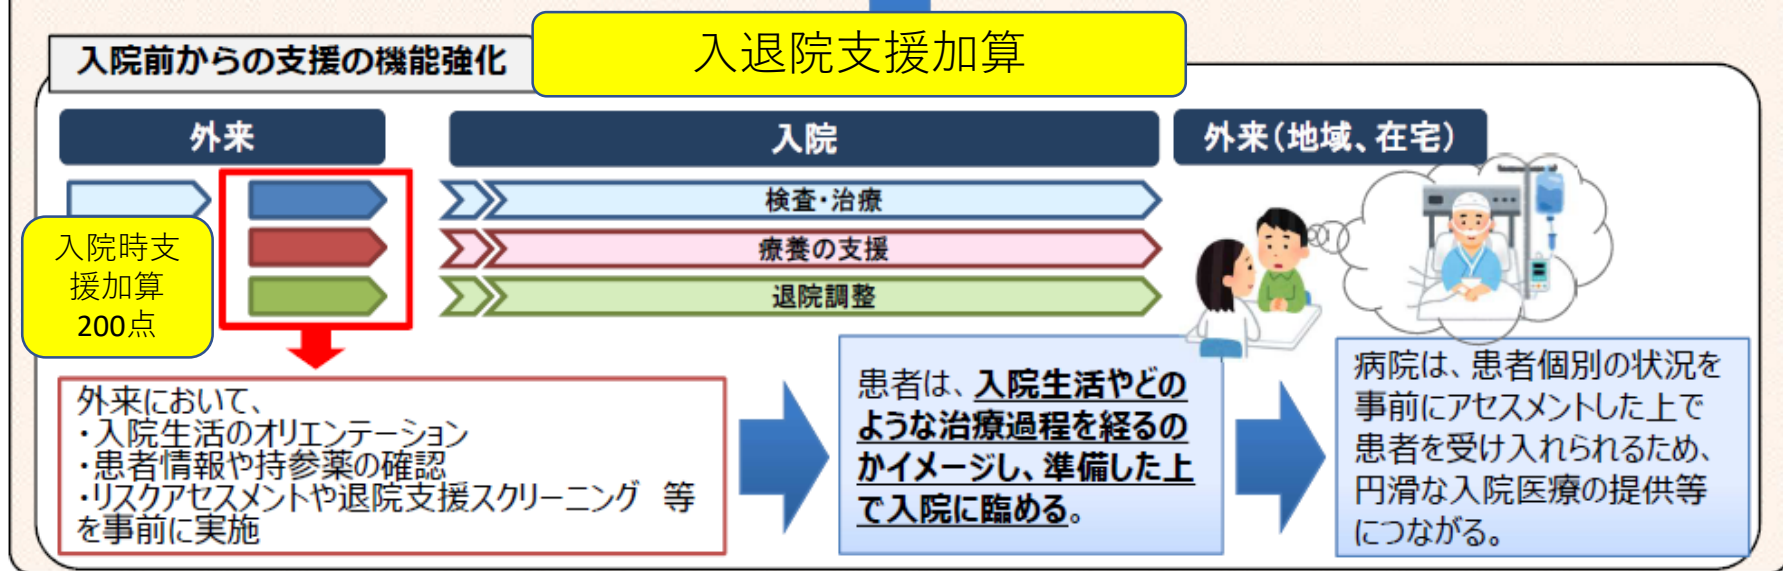 入院前からの支援の機能強化
入退院支援加算
外来
入院
外来(地域、在宅)
検査・治療
療養の支援
退院調整
入院時支
援加算
200点
外来において、
・入院生活のオリエンテーション
・患者情報や持参薬の確認
・リスクアセスメントや退院支援スクリーニング 等
を事前に実施
患者は、入院生活やどの
ような治療過程を経るの
かイメージし、準備した上
で入院に臨める。
病院は、患者個別の状況を
事前にアセスメントした上で
患者を受け入れられるため、
円滑な入院医療の提供等
につながる。